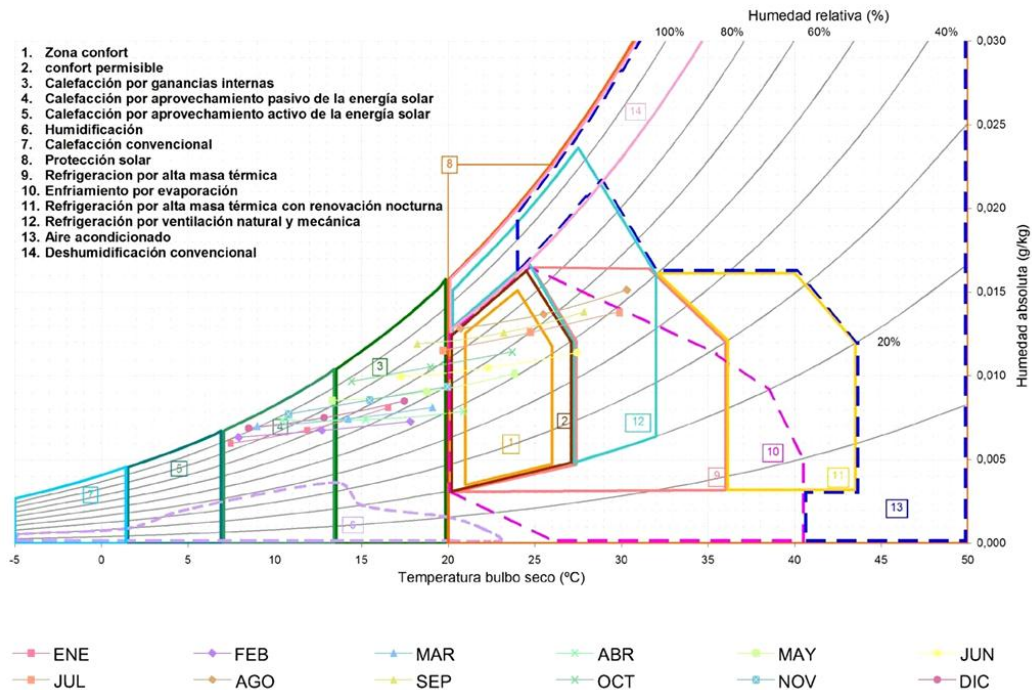 Humedad relativa (%)
100% 80% 60% 40%
1. Zona confort
2. confort permisible
3. Calefacción por ganancias internas
4. Calefacción por aprovechamiento pasivo de la energía solar
5. Calefacción por aprovechamiento activo de la energía solar
6. Humidificación
7. Calefacción convencional
8. Protección solar
9. Refrigeracion por alta masa térmica
10. Enfriamiento por evaporación
11. Refrigeración por alta masa térmica con renovación nocturna
12. Refrigeración por ventilación natural y mecánica
13. Aire acondicionado
14. Deshumidificación convencional
0,030
0,025
0,020
0,015
0,010
0,005
0,000
Humedad absoluta (g/kg)
14
8
20%
3
4
5
7
6
1
2
12
9
10
11
13
-5 0 5 10 15 20 25 30 35 40 45 50
Temperatura bulbo seco (ºC)
ENE FEB MAR ABR MAY JUN
JUL AGO SEP OCT NOV DIC